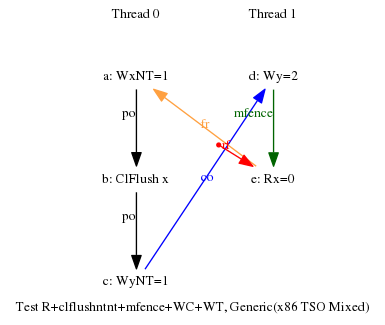 Thread 0 Thread 1
a: WxNT=1 d: Wy=2
po mfence
fr
rf
b: ClFlush x e: Rx=0
co
po
c: WyNT=1
Test R+clflushntnt+mfence+WC+WT, Generic(x86 TSO Mixed)